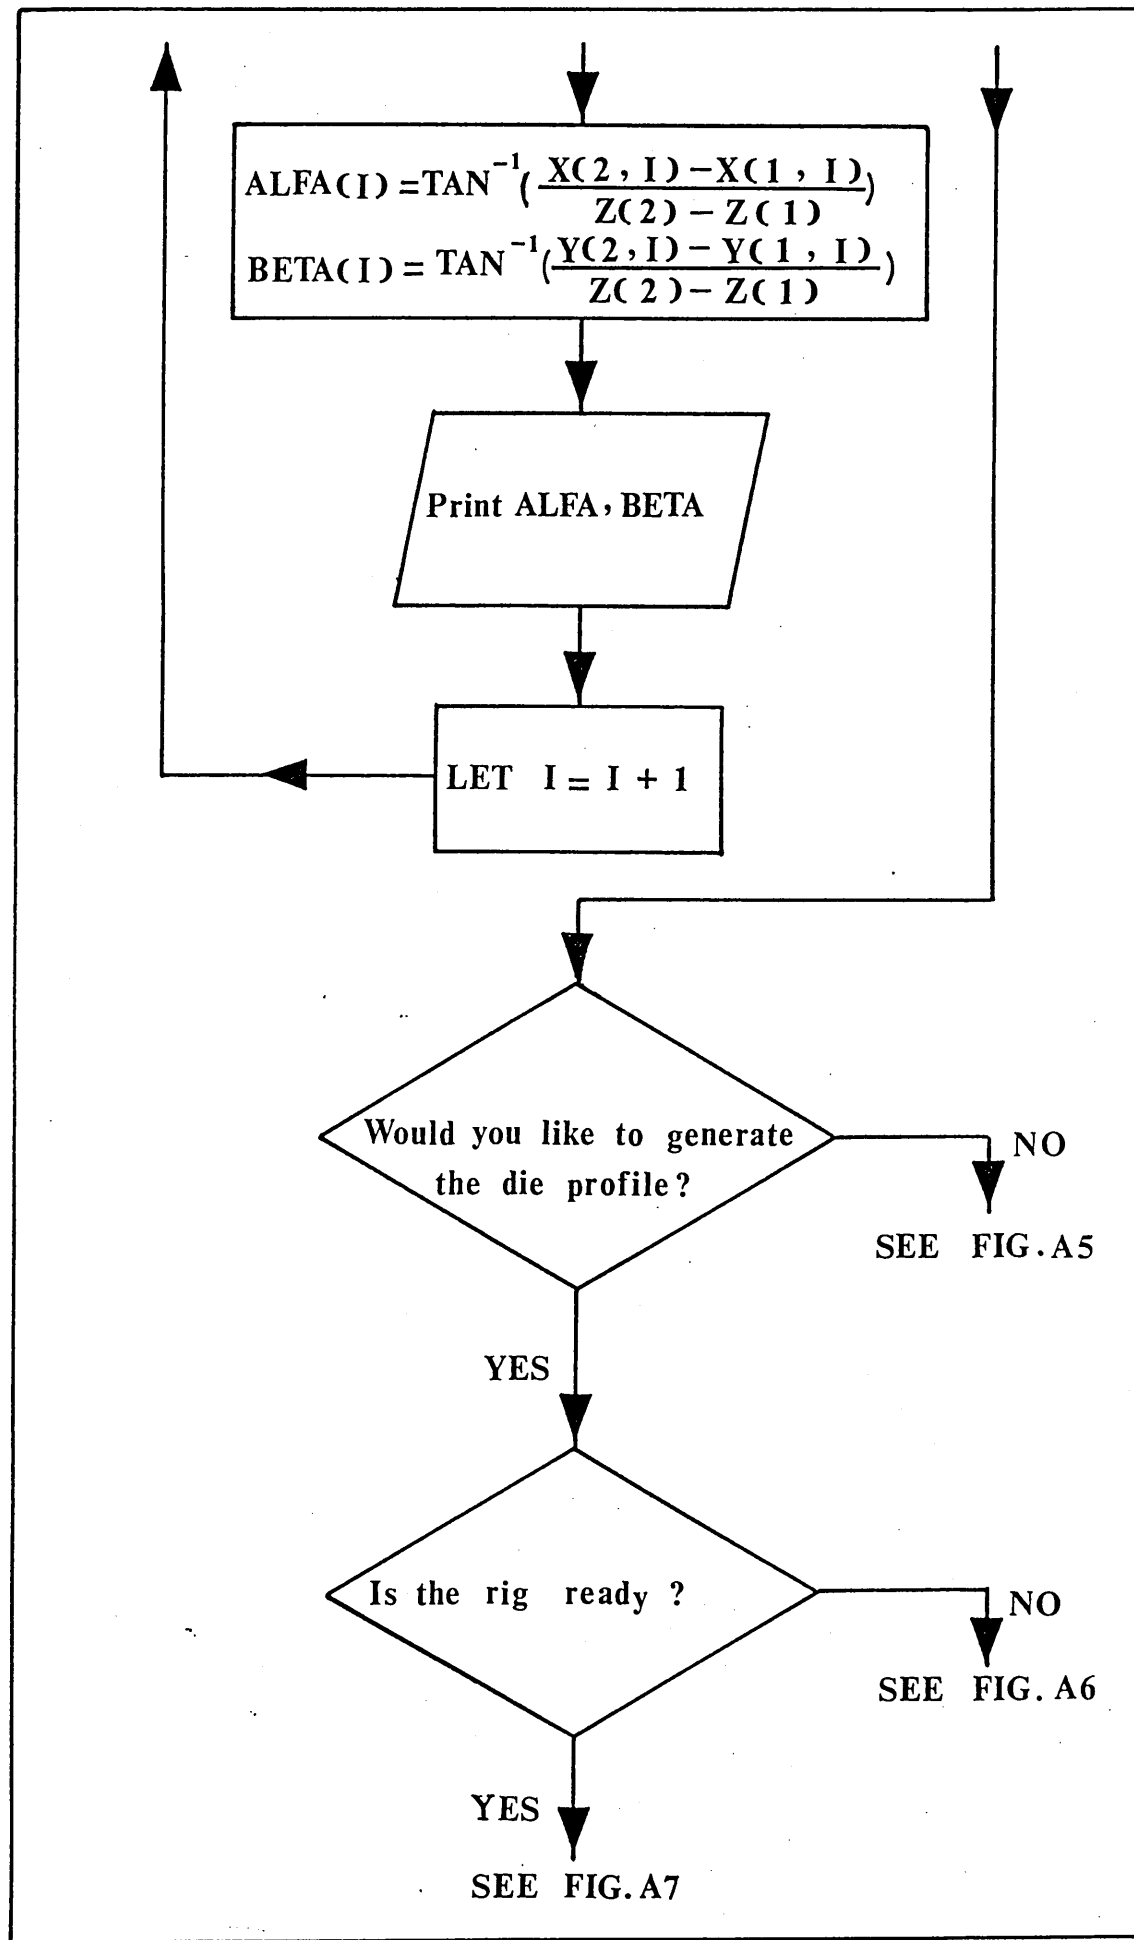 ALFA(I) = TAN⁻¹( X(2, I) – X(1, I) / Z(2) – Z(1) )
BETA(I) = TAN⁻¹( Y(2, I) – Y(1, I) / Z(2) – Z(1) )
Print ALFA, BETA
LET I = I + 1
Would you like to generate
the die profile?
NO
SEE FIG. A5
YES
Is the rig ready ?
NO
SEE FIG. A6
YES
SEE FIG. A7